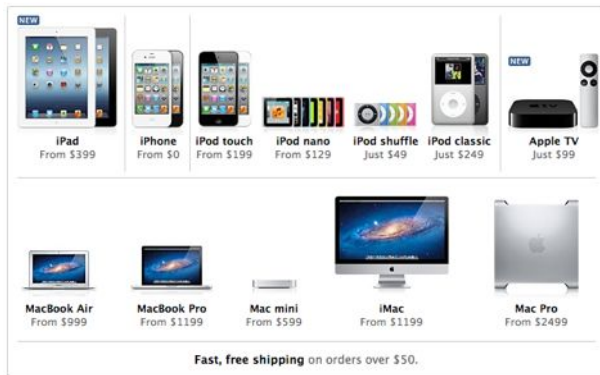 NEW
iPad
From $399
iPhone
From $0
iPod touch
From $199
iPod nano
From $129
iPod shuffle
Just $49
iPod classic
Just $249
NEW
Apple TV
Just $99
MacBook Air
From $999
MacBook Pro
From $1199
Mac mini
From $599
iMac
From $1199
Mac Pro
From $2499
Fast, free shipping on orders over $50.